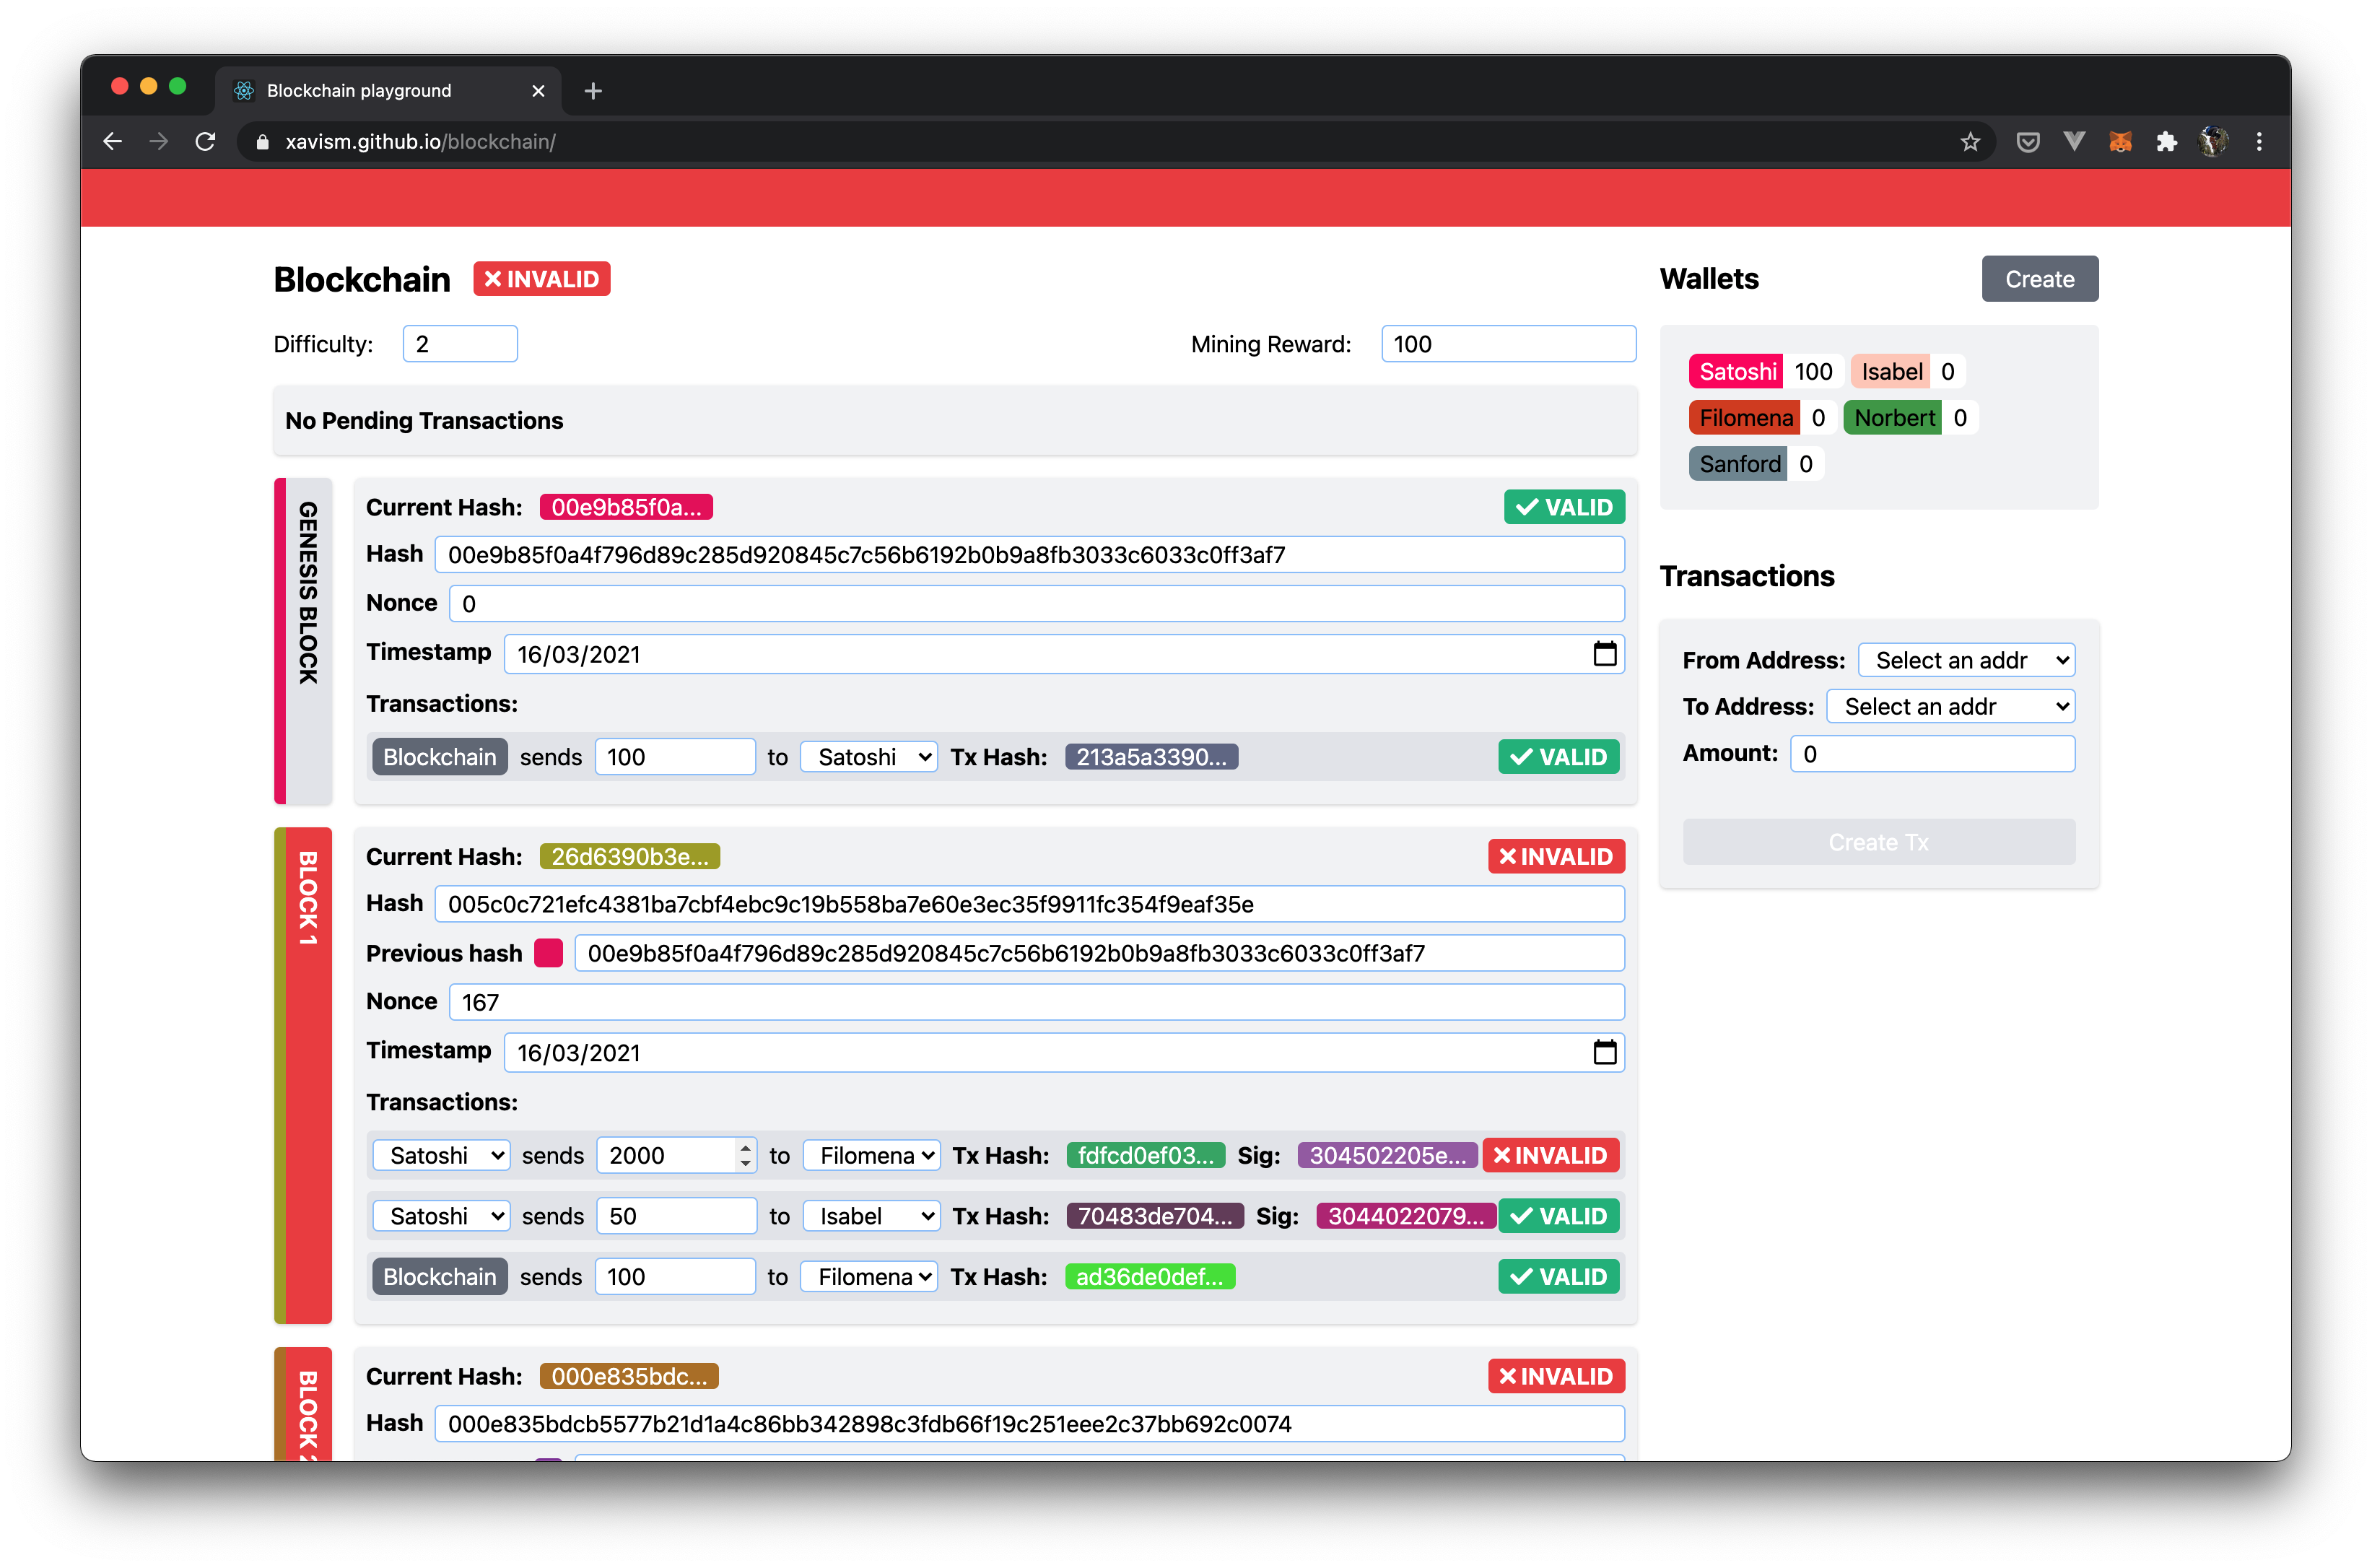 Blockchain playground
xavism.github.io/blockchain/
Blockchain INVALID
Difficulty: 2 Mining Reward: 100
No Pending Transactions
GENESIS BLOCK
Current Hash: 00e9b85f0a... VALID
Hash 00e9b85f0a4f796d89c285d920845c7c56b6192b0b9a8fb3033c6033c0ff3af7
Nonce 0
Timestamp 16/03/2021
Transactions:
Blockchain sends 100 to Satoshi Tx Hash: 213a5a3390... VALID
BLOCK 1
Current Hash: 26d6390b3e... INVALID
Hash 005c0c721efc4381ba7cbf4ebc9c19b558ba7e60e3ec35f9911fc354f9eaf35e
Previous hash 00e9b85f0a4f796d89c285d920845c7c56b6192b0b9a8fb3033c6033c0ff3af7
Nonce 167
Timestamp 16/03/2021
Transactions:
Satoshi sends 2000 to Filomena Tx Hash: fdfcd0ef03... Sig: 304502205e... INVALID
Satoshi sends 50 to Isabel Tx Hash: 70483de704... Sig: 3044022079... VALID
Blockchain sends 100 to Filomena Tx Hash: ad36de0def... VALID
BLOCK 2
Current Hash: 000e835bdc... INVALID
Hash 000e835bdcb5577b21d1a4c86bb342898c3fdb66f19c251eee2c37bb692c0074
Wallets Create
Satoshi 100 Isabel 0
Filomena 0 Norbert 0
Sanford 0
Transactions
From Address: Select an addr
To Address: Select an addr
Amount: 0
Create Tx